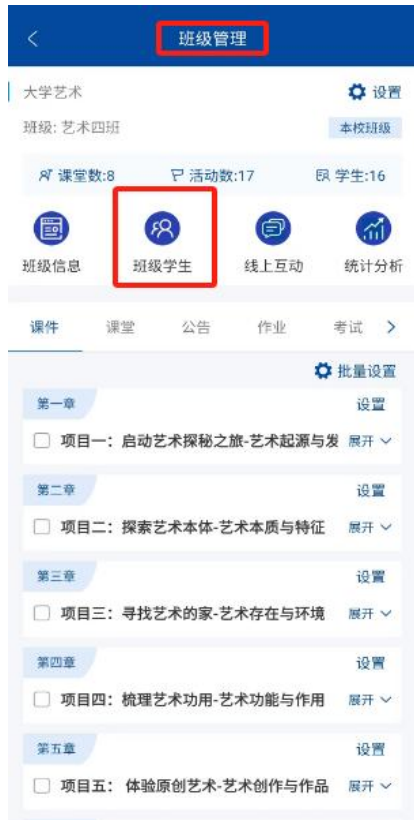 班级管理
大学艺术 设置
班级: 艺术四班 本校班级
课堂数:8 活动数:17 学生:16
班级信息 班级学生 线上互动 统计分析
课件 课堂 公告 作业 考试
批量设置
第一章 设置
项目一：启动艺术探秘之旅-艺术起源与发 展开
第二章 设置
项目二：探索艺术本体-艺术本质与特征 展开
第三章 设置
项目三：寻找艺术的家-艺术存在与环境 展开
第四章 设置
项目四：梳理艺术功用-艺术功能与作用 展开
第五章 设置
项目五： 体验原创艺术-艺术创作与作品 展开